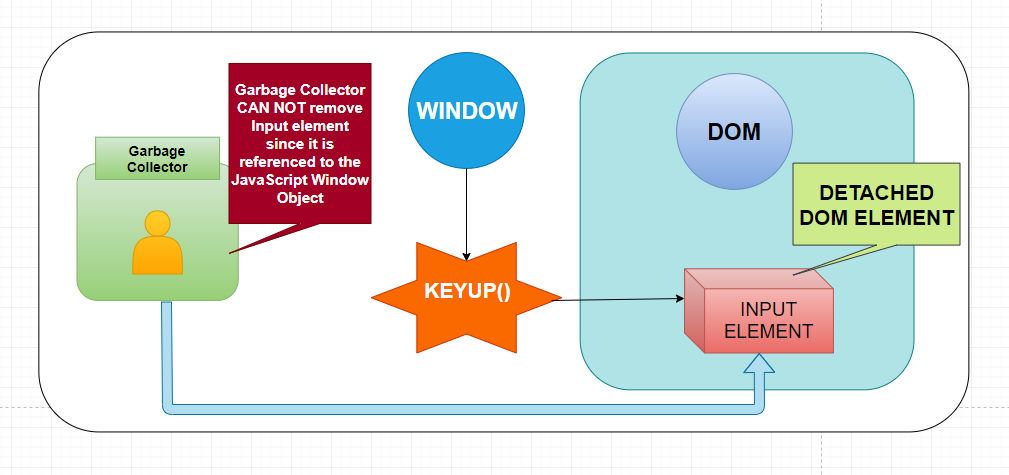 Garbage Collector
CAN NOT remove
Input element
since it is
referenced to the
JavaScript Window
Object
Garbage
Collector
WINDOW
KEYUP()
DOM
DETACHED
DOM ELEMENT
INPUT
ELEMENT